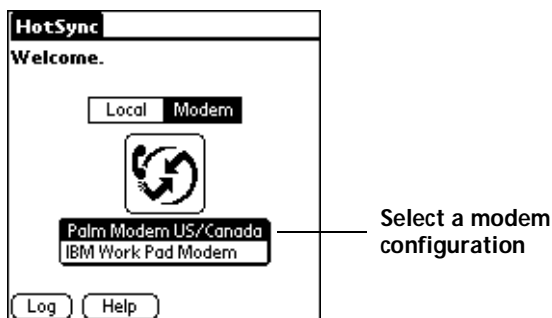 HotSync
Welcome.
Local Modem
Palm Modem US/Canada
IBM Work Pad Modem
Select a modem
configuration
Log Help